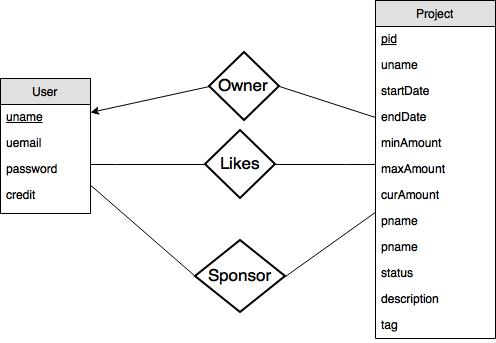 User
uname
uemail
password
credit
Owner
Likes
Sponsor
Project
pid
uname
startDate
endDate
minAmount
maxAmount
curAmount
pname
pname
status
description
tag